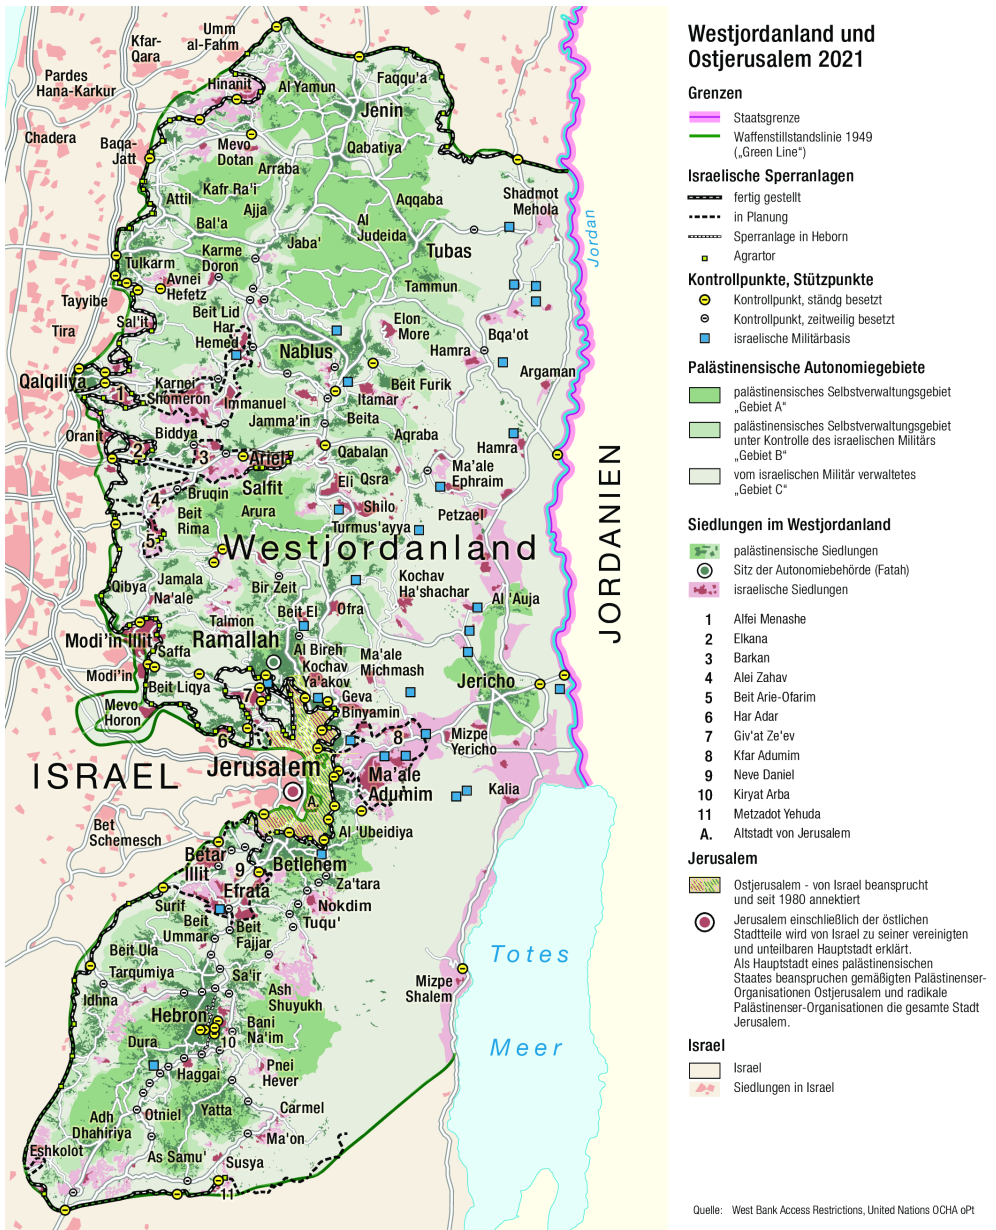 Umm
al-Fahm
Kfar-
Qara
Pardes
Hana-Karkur
Hinanit
Al Yamun
Faqqu'a
Jenin
Chadera
Baqa-
Jatt
Mevo
Dotan
Qabatiya
Arraba
Kafr Ra'i
Attil
Ajja
Aqqaba
Shadmot
Mehola
Jordan
Bal'a
Al
Judeida
Jaba'
Tubas
Karme
Doron
Tulkarm
Avnei
Hefetz
Tammun
Tayyibe
Tira
Sal'it
Beit Lid
Har
Hemed
Elon
More
Bqa'ot
Nablus
Hamra
Argaman
Qalqiliya
Karnei
Shomeron
1
Immanuel
Beit Furik
Itamar
Jamma'in
Beita
Oranit
Biddya
2
3
Ariel
Qabalan
Aqraba
Hamra
Salfit
Ma'ale
Ephraim
4
Bruqin
Eli
Qsra
Shilo
Beit
Rima
Arura
Petzael
5
Turmus'ayya
Westjordanland
JORDANIEN
Qibya
Jamala
Na'ale
Bir Zeit
Kochav
Ha'shachar
Al 'Auja
Talmon
Beit El
Ofra
Modi'in Illit
Saffa
Ramallah
Al Bireh
Ma'ale
Michmash
Modi'in
Beit Liqya
Kochav
Ya'akov
Jericho
Mevo
Horon
7
Geva
Binyamin
6
8
Mizpe
Yericho
ISRAEL
Jerusalem
Ma'ale
Adumim
Kalia
A.
Bet
Schemesch
Al 'Ubeidiya
Betar
Illit
9
Betlehem
Efrata
Za'tara
Nokdim
Surif
Tuqu'
Beit
Ummar
Beit
Fajjar
Beit Ula
Tarqumiya
Sa'ir
Totes
Meer
Mizpe
Shalem
Idhna
Ash
Shuyukh
Hebron
Bani
Na'im
Dura
10
Haggai
Pnei
Hever
Adh
Dhahiriya
Otniel
Yatta
Carmel
Ma'on
Eshkolot
As Samu'
Susya
11
Westjordanland und
Ostjerusalem 2021
Grenzen
Staatsgrenze
Waffenstillstandslinie 1949
(„Green Line“)
Israelische Sperranlagen
fertig gestellt
in Planung
Sperranlage in Heborn
Agrartor
Kontrollpunkte, Stützpunkte
Kontrollpunkt, ständg besetzt
Kontrollpunkt, zeitweilig besetzt
israelische Militärbasis
Palästinensische Autonomiegebiete
palästinensisches Selbstverwaltungsgebiet
„Gebiet A“
palästinensisches Selbstverwaltungsgebiet
unter Kontrolle des israelischen Militärs
„Gebiet B“
vom israelischen Militär verwaltetes
„Gebiet C“
Siedlungen im Westjordanland
palästinensische Siedlungen
Sitz der Autonomiebehörde (Fatah)
israelische Siedlungen
1 Alfei Menashe
2 Elkana
3 Barkan
4 Alei Zahav
5 Beit Arie-Ofarim
6 Har Adar
7 Giv'at Ze'ev
8 Kfar Adumim
9 Neve Daniel
10 Kiryat Arba
11 Metzadot Yehuda
A. Altstadt von Jerusalem
Jerusalem
Ostjerusalem - von Israel beansprucht
und seit 1980 annektiert
Jerusalem einschließlich der östlichen
Stadtteile wird von Israel zu seiner vereinigten
und unteilbaren Hauptstadt erklärt.
Als Hauptstadt eines palästinensischen
Staates beanspruchen gemäßigten Palästinenser-
Organisationen Ostjerusalem und radikale
Palästinenser-Organisationen die gesamte Stadt
Jerusalem.
Israel
Israel
Siedlungen in Israel
Quelle: West Bank Access Restrictions, United Nations OCHA oPt